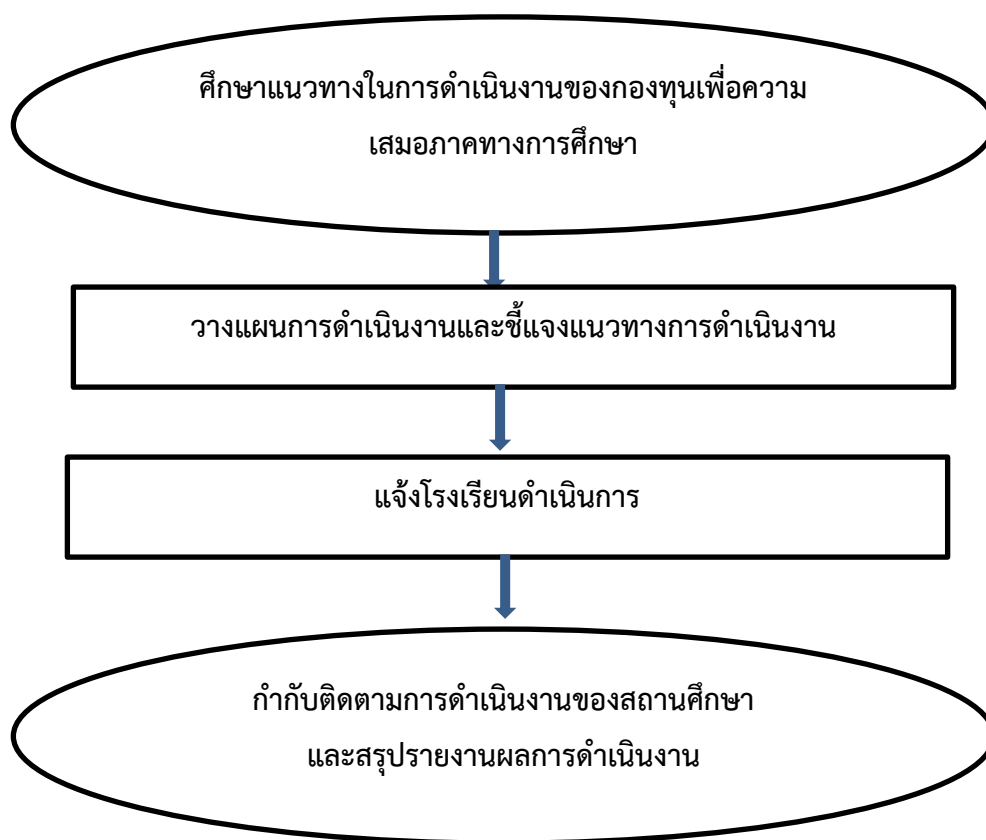 ศึกษาแนวทางในการดำเนินงานของกองทุนเพื่อความ
เสมอภาคทางการศึกษา
วางแผนการดำเนินงานและชี้แจงแนวทางการดำเนินงาน
แจ้งโรงเรียนดำเนินการ
กำกับติดตามการดำเนินงานของสถานศึกษา
และสรุปรายงานผลการดำเนินงาน